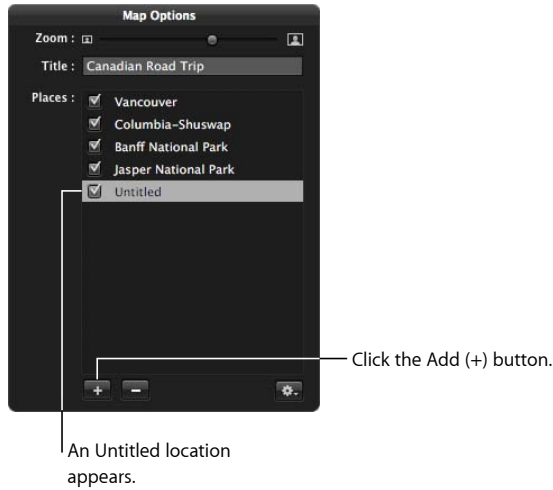 Map Options
Zoom :
Title : Canadian Road Trip
Places : Vancouver
Columbia-Shuswap
Banff National Park
Jasper National Park
Untitled
Click the Add (+) button.
+ −
An Untitled location
appears.